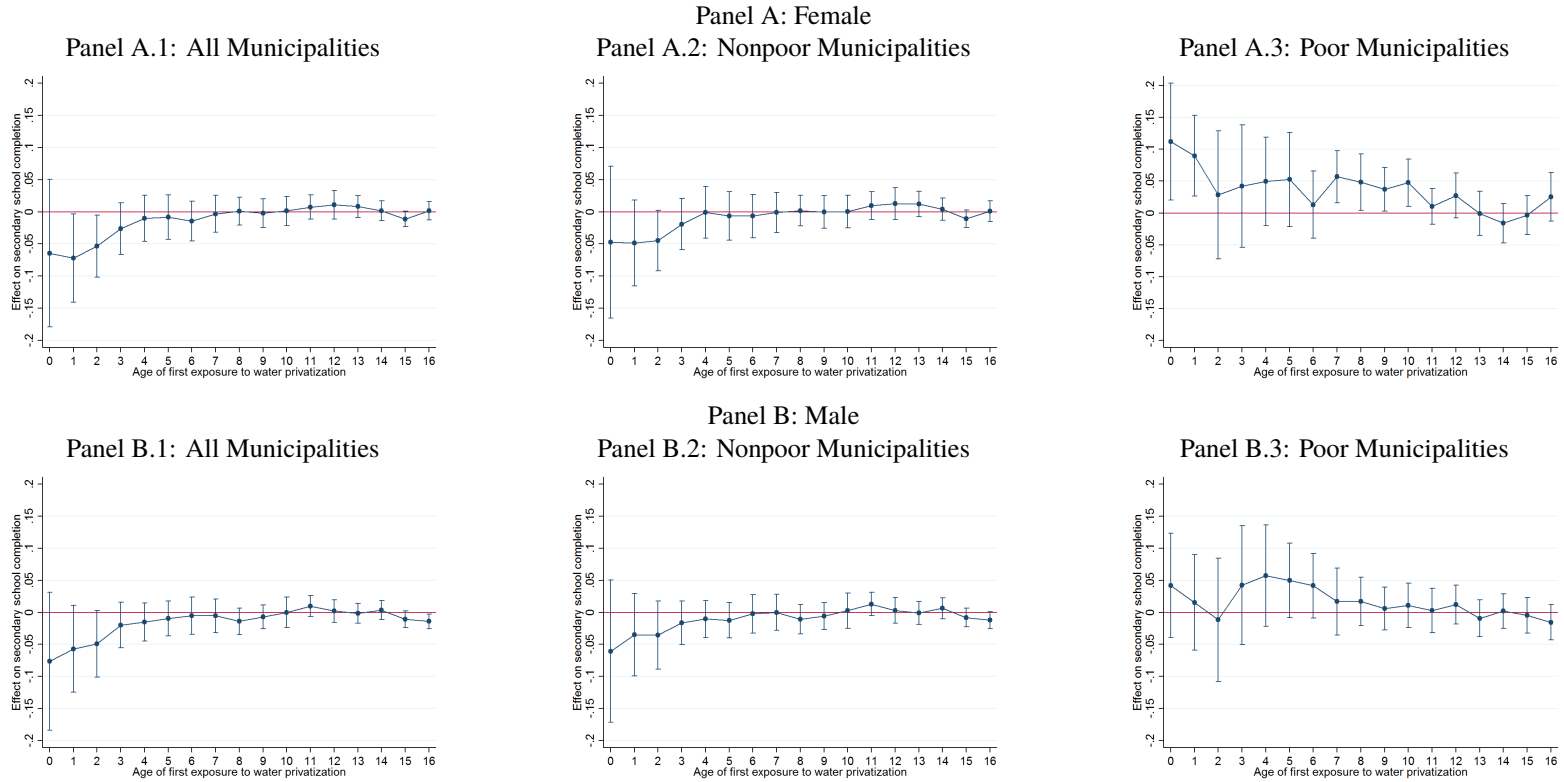 Panel A: Female
Panel A.1: All Municipalities
Effect on secondary school completion
.2
.15
.1
.05
0
-.05
-.1
-.15
-.2
0 1 2 3 4 5 6 7 8 9 10 11 12 13 14 15 16
Age of first exposure to water privatization
Panel A.2: Nonpoor Municipalities
Effect on secondary school completion
.2
.15
.1
.05
0
-.05
-.1
-.15
-.2
0 1 2 3 4 5 6 7 8 9 10 11 12 13 14 15 16
Age of first exposure to water privatization
Panel A.3: Poor Municipalities
Effect on secondary school completion
.2
.15
.1
.05
0
-.05
-.1
-.15
-.2
0 1 2 3 4 5 6 7 8 9 10 11 12 13 14 15 16
Age of first exposure to water privatization
Panel B: Male
Panel B.1: All Municipalities
Effect on secondary school completion
.2
.15
.1
.05
0
-.05
-.1
-.15
-.2
0 1 2 3 4 5 6 7 8 9 10 11 12 13 14 15 16
Age of first exposure to water privatization
Panel B.2: Nonpoor Municipalities
Effect on secondary school completion
.2
.15
.1
.05
0
-.05
-.1
-.15
-.2
0 1 2 3 4 5 6 7 8 9 10 11 12 13 14 15 16
Age of first exposure to water privatization
Panel B.3: Poor Municipalities
Effect on secondary school completion
.2
.15
.1
.05
0
-.05
-.1
-.15
-.2
0 1 2 3 4 5 6 7 8 9 10 11 12 13 14 15 16
Age of first exposure to water privatization